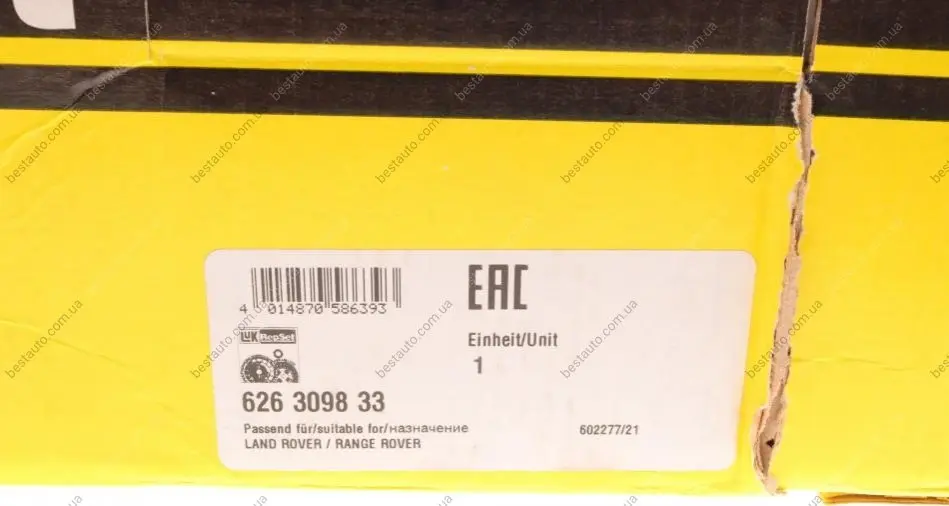 4 014870 586393
EAC
LuK RepSet
Einheit/Unit
1
626 3098 33
Passend für/suitable for/назначение
LAND ROVER / RANGE ROVER
602277/21
bestauto.com.ua